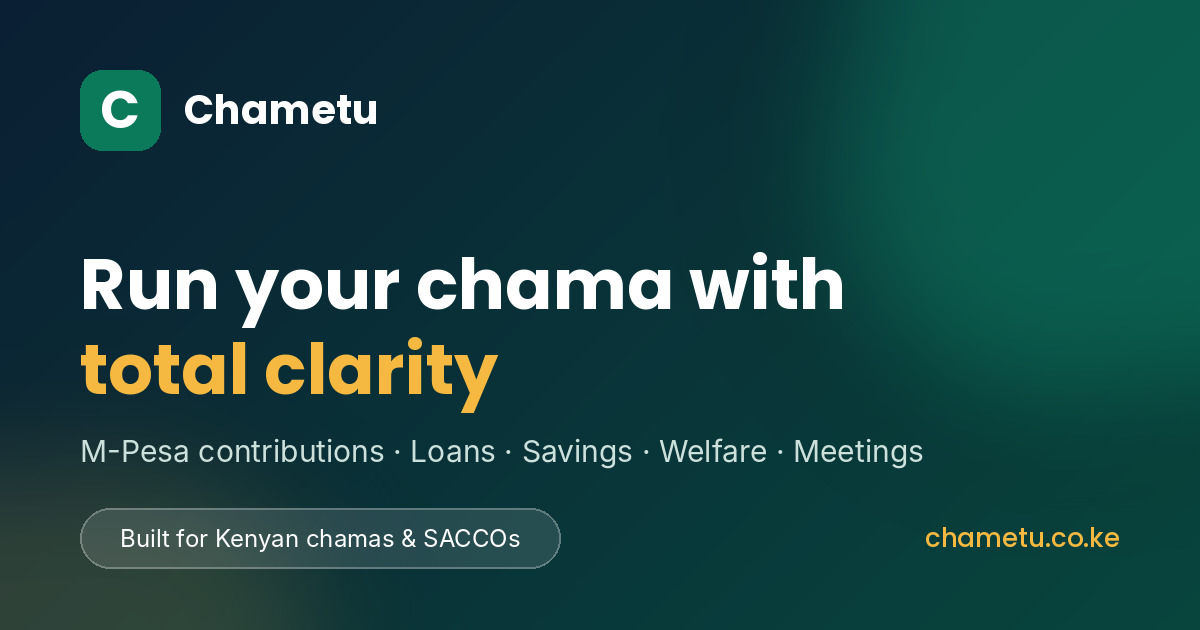 C
Chametu
Run your chama with
total clarity
M-Pesa contributions · Loans · Savings · Welfare · Meetings
Built for Kenyan chamas & SACCOs
chametu.co.ke